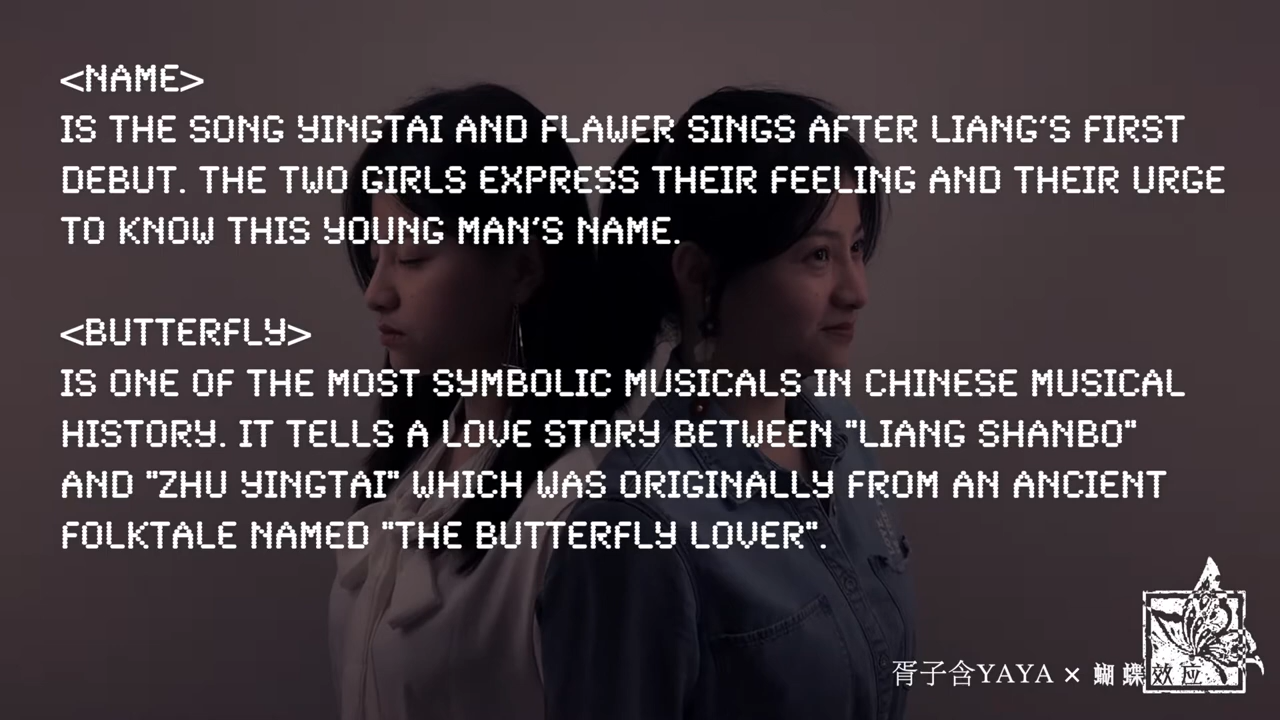 <NAME>
IS THE SONG YINGTAI AND FLAWER SINGS AFTER LIANG'S FIRST
DEBUT. THE TWO GIRLS EXPRESS THEIR FEELING AND THEIR URGE
TO KNOW THIS YOUNG MAN'S NAME.
<BUTTERFLY>
IS ONE OF THE MOST SYMBOLIC MUSICALS IN CHINESE MUSICAL
HISTORY. IT TELLS A LOVE STORY BETWEEN "LIANG SHANBO"
AND "ZHU YINGTAI" WHICH WAS ORIGINALLY FROM AN ANCIENT
FOLKTALE NAMED "THE BUTTERFLY LOVER".
胥子含YAYA × 蝴蝶效应